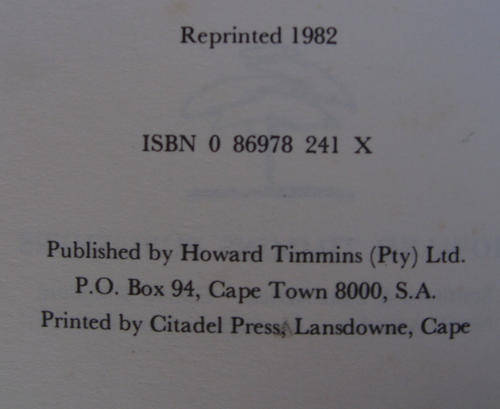 Reprinted 1982
ISBN 0 86978 241 X
Published by Howard Timmins (Pty) Ltd.
P.O. Box 94, Cape Town 8000, S.A.
Printed by Citadel Press, Lansdowne, Cape